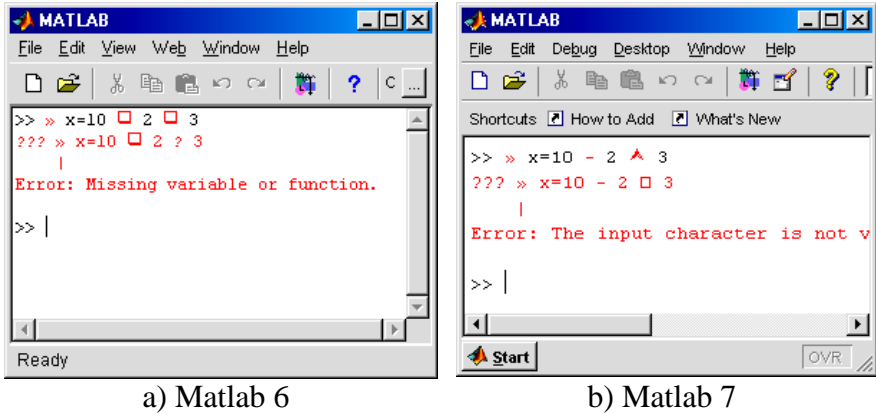 MATLAB
File Edit View Web Window Help
? C ...
>> » x=10 □ 2 □ 3
??? » x=10 □ 2 ? 3
|
Error: Missing variable or function.
>> |
Ready
a) Matlab 6
MATLAB
File Edit Debug Desktop Window Help
?
Shortcuts How to Add What's New
>> » x=10 - 2 ^ 3
??? » x=10 - 2 □ 3
|
Error: The input character is not v
>> |
Start OVR
b) Matlab 7